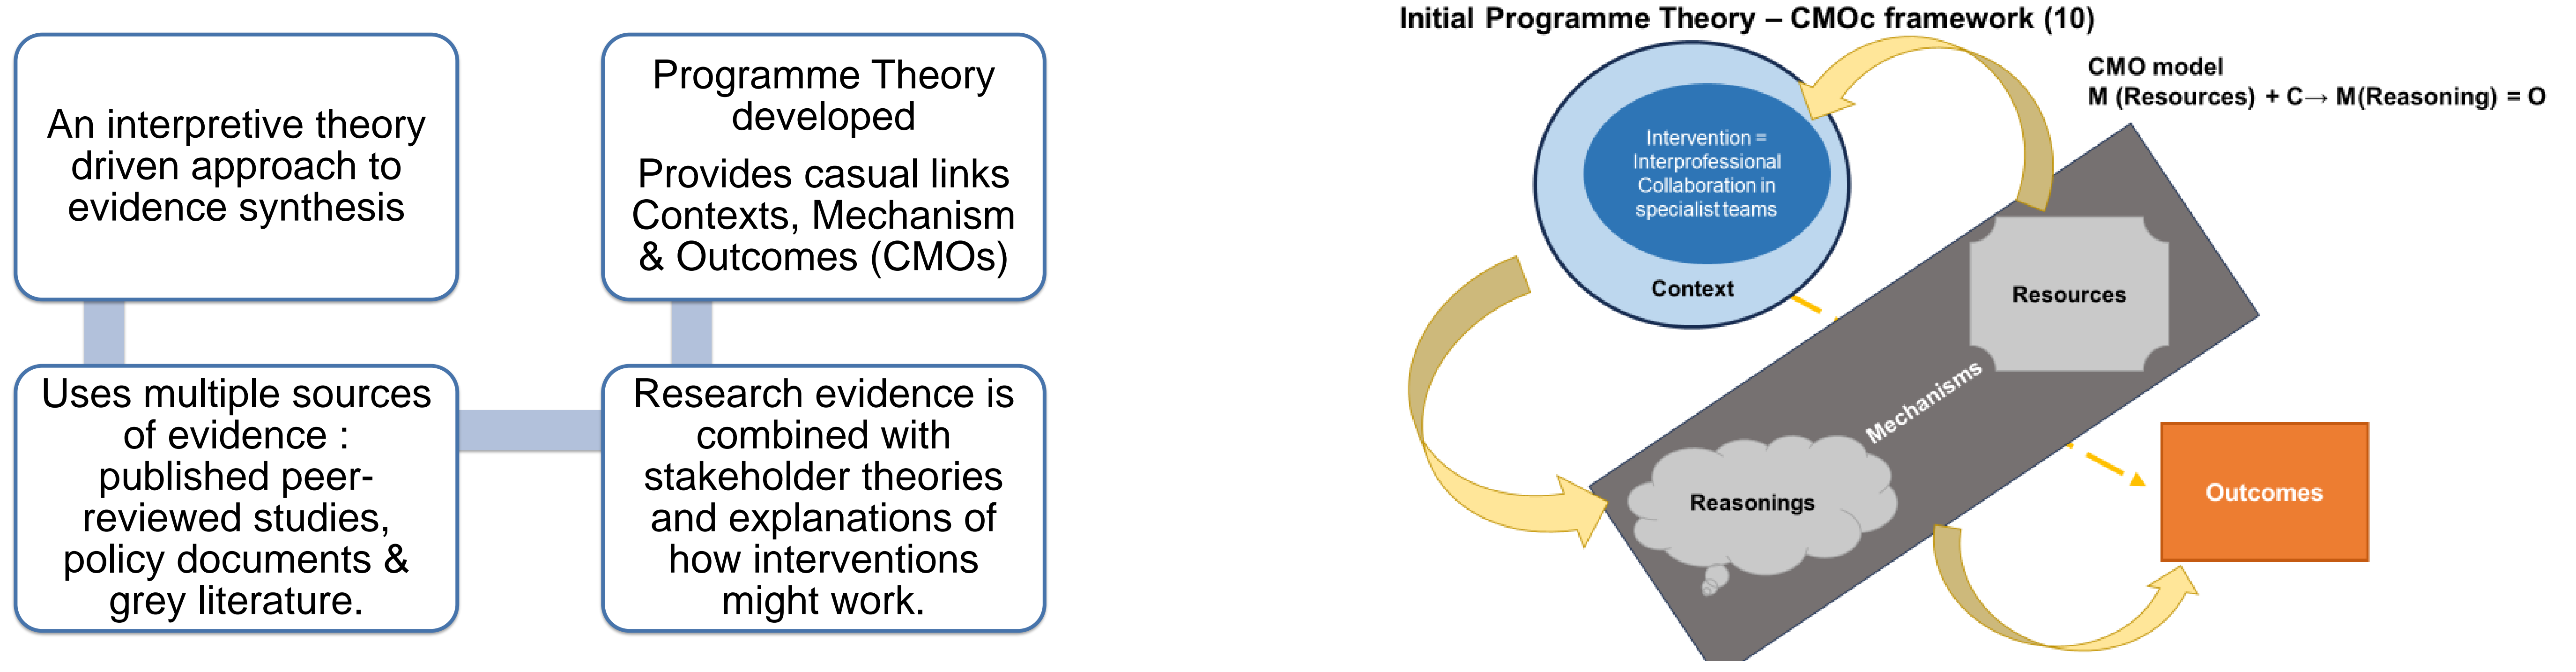 An interpretive theory
driven approach to
evidence synthesis
Uses multiple sources
of evidence :
published peer-
reviewed studies,
policy documents &
grey literature.
Research evidence is
combined with
stakeholder theories
and explanations of
how interventions
might work.
Programme Theory
developed
Provides casual links
Contexts, Mechanism
& Outcomes (CMOs)
Initial Programme Theory – CMOc framework (10)
CMO model
M (Resources) + C→ M(Reasoning) = O
Intervention =
Interprofessional
Collaboration in
specialist teams
Context
Resources
Mechanisms
Reasonings
Outcomes